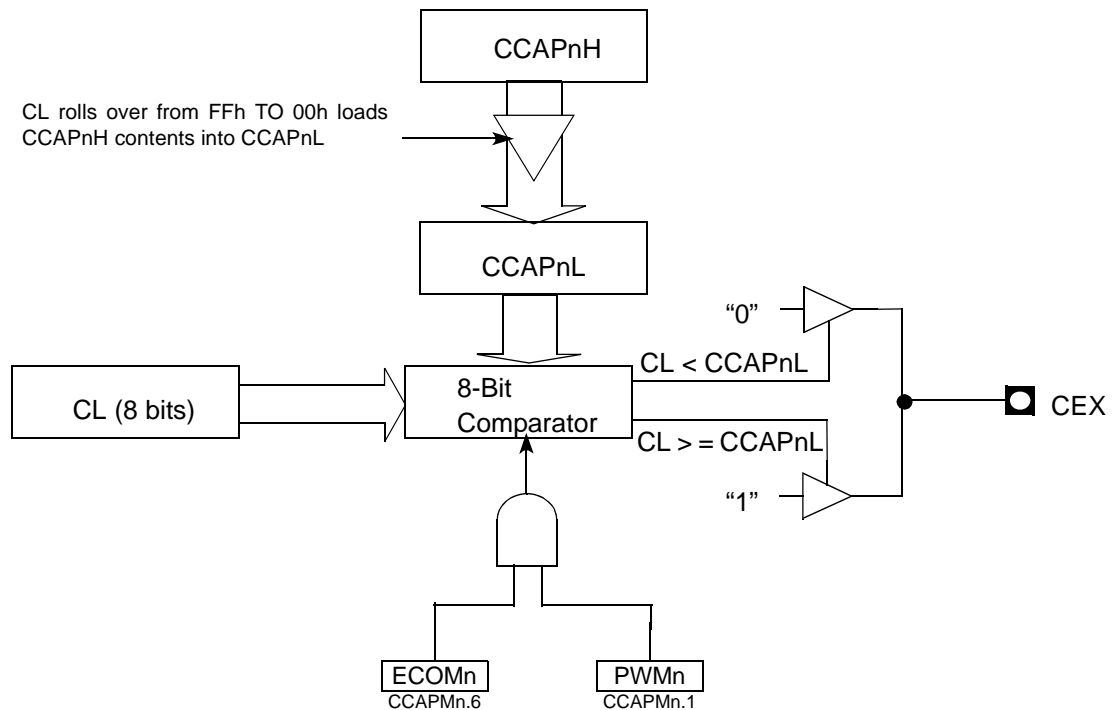 CCAPnH
CL rolls over from FFh TO 00h loads
CCAPnH contents into CCAPnL
CCAPnL
“0”
CL < CCAPnL
CL (8 bits)
8-Bit
Comparator
CEX
CL > = CCAPnL
“1”
ECOMn
CCAPMn.6
PWMn
CCAPMn.1